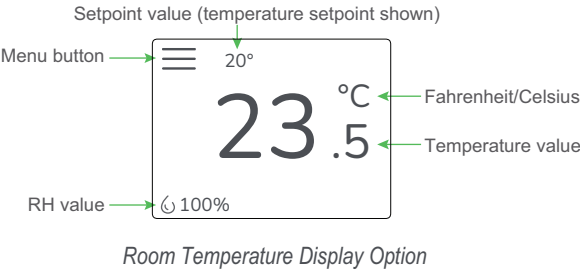 Setpoint value (temperature setpoint shown)
Menu button
20°
°C
Fahrenheit/Celsius
23.5
Temperature value
RH value
100%
Room Temperature Display Option